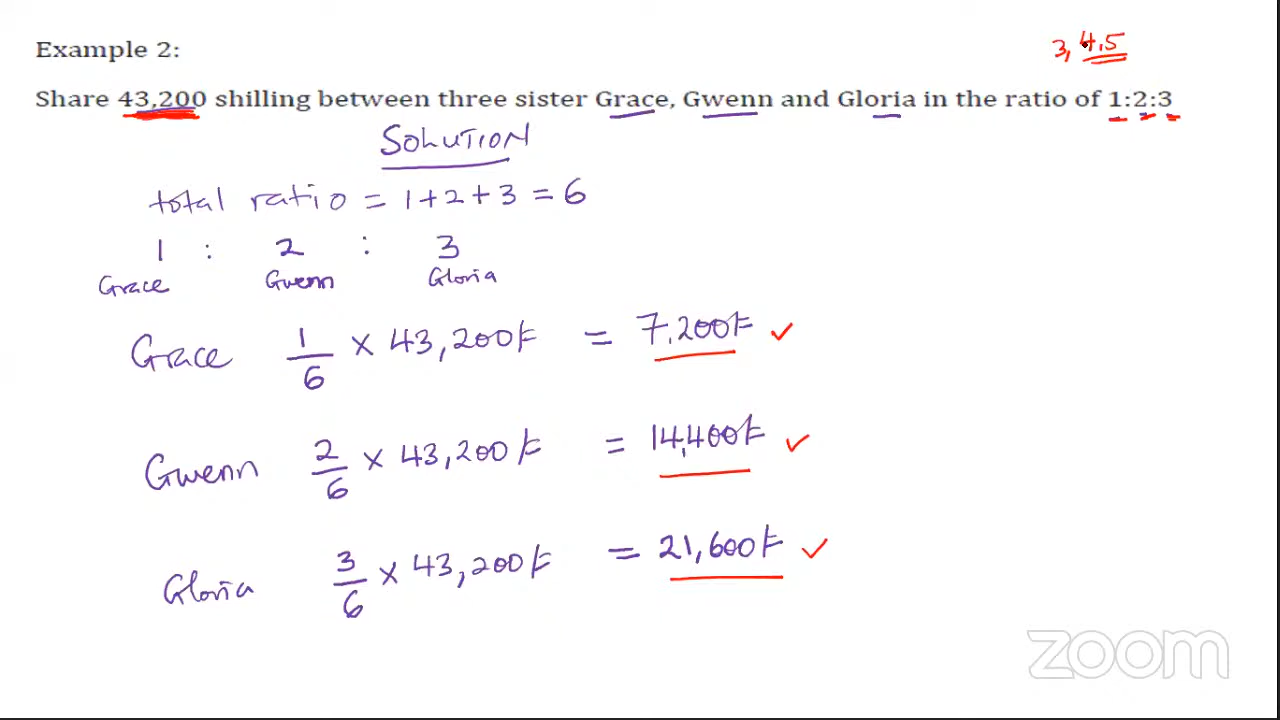 Example 2:
3, 4.5
Share 43,200 shilling between three sister Grace, Gwenn and Gloria in the ratio of 1:2:3
SOLUTION
total ratio = 1+2+3 = 6
1 : 2 : 3
Grace Gwenn Gloria
Grace 1/6 × 43,200/= = 7,200/= ✓
Gwenn 2/6 × 43,200/= = 14,400/= ✓
Gloria 3/6 × 43,200/= = 21,600/= ✓
zoom